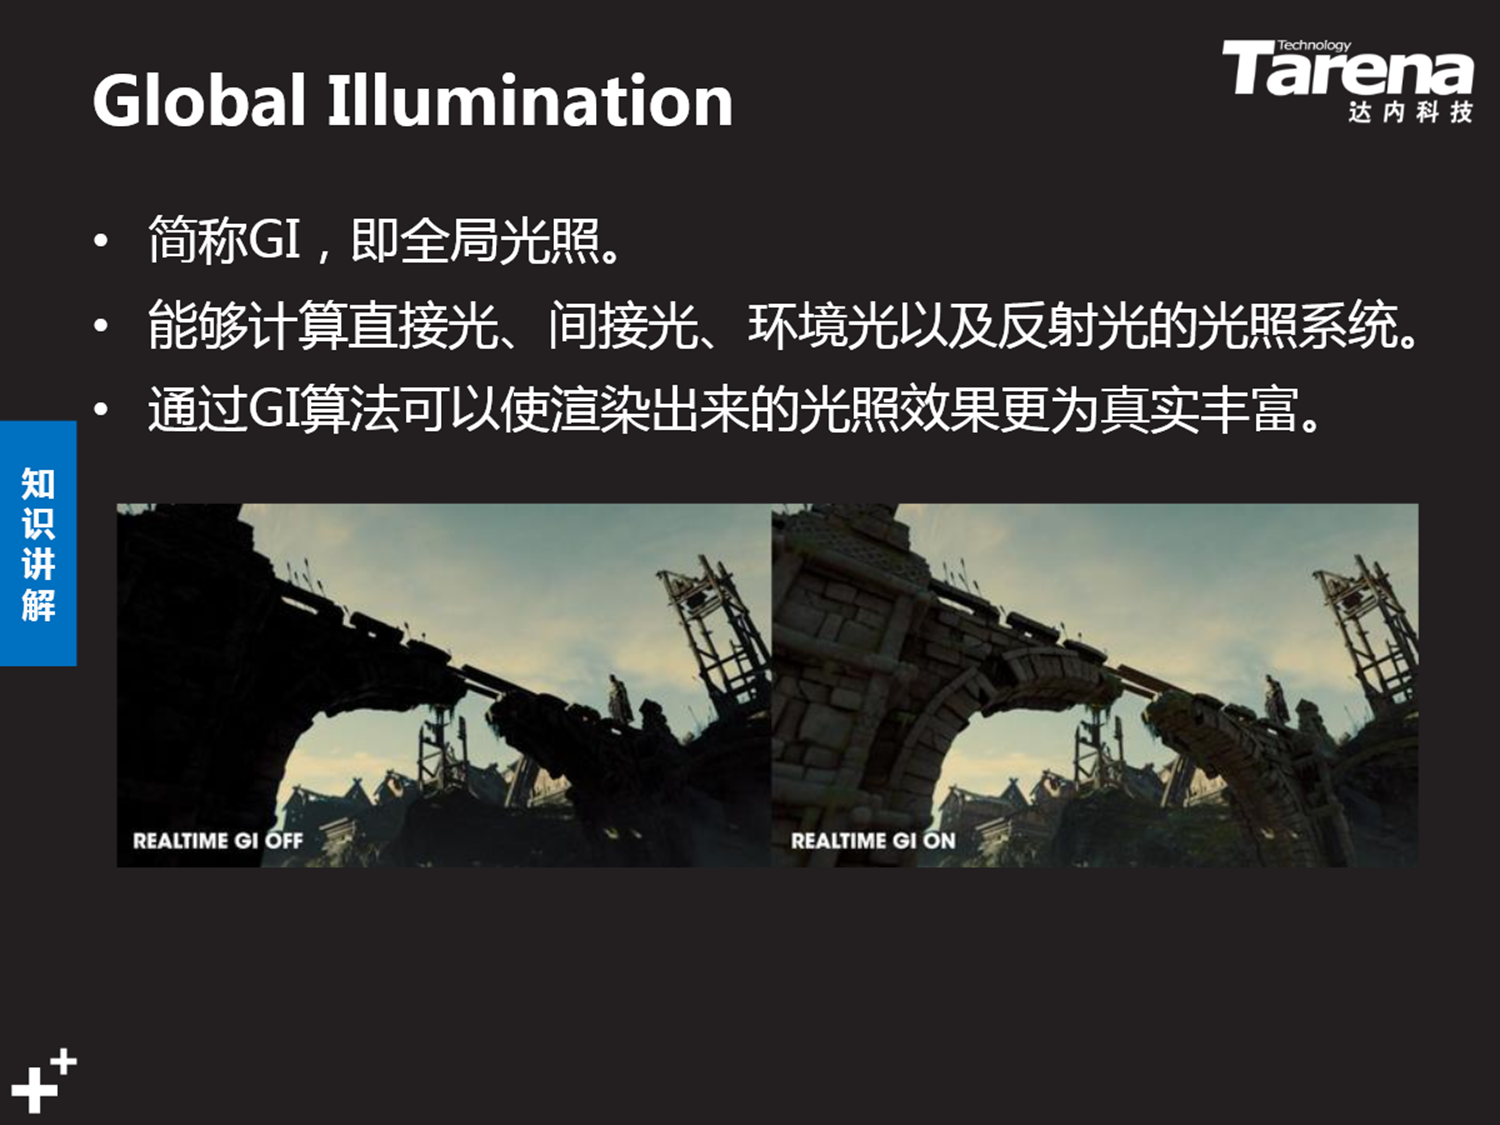 Global Illumination
Technology
Tarena
达内科技
• 简称GI，即全局光照。
• 能够计算直接光、间接光、环境光以及反射光的光照系统。
• 通过GI算法可以使渲染出来的光照效果更为真实丰富。
知识讲解
REALTIME GI OFF
REALTIME GI ON